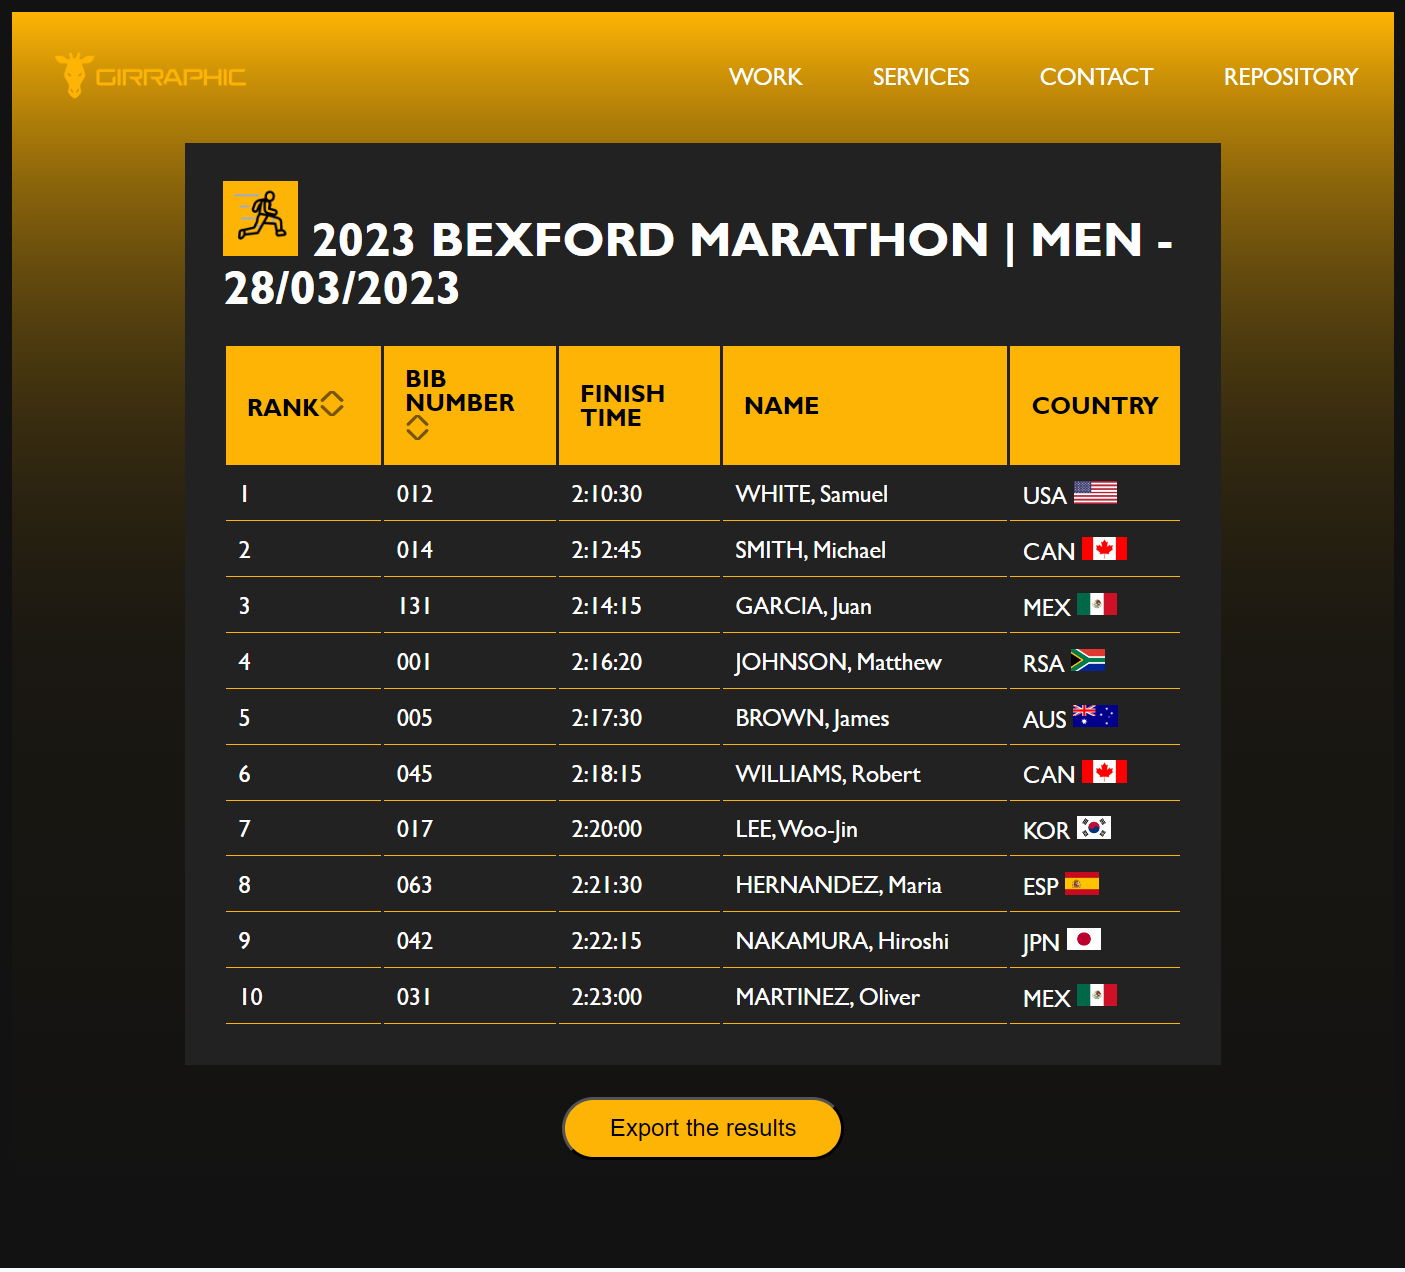 GIRRAPHIC WORK SERVICES CONTACT REPOSITORY
2023 BEXFORD MARATHON | MEN -
28/03/2023
RANK BIB NUMBER FINISH TIME NAME COUNTRY
1 012 2:10:30 WHITE, Samuel USA
2 014 2:12:45 SMITH, Michael CAN
3 131 2:14:15 GARCIA, Juan MEX
4 001 2:16:20 JOHNSON, Matthew RSA
5 005 2:17:30 BROWN, James AUS
6 045 2:18:15 WILLIAMS, Robert CAN
7 017 2:20:00 LEE, Woo-Jin KOR
8 063 2:21:30 HERNANDEZ, Maria ESP
9 042 2:22:15 NAKAMURA, Hiroshi JPN
10 031 2:23:00 MARTINEZ, Oliver MEX
Export the results